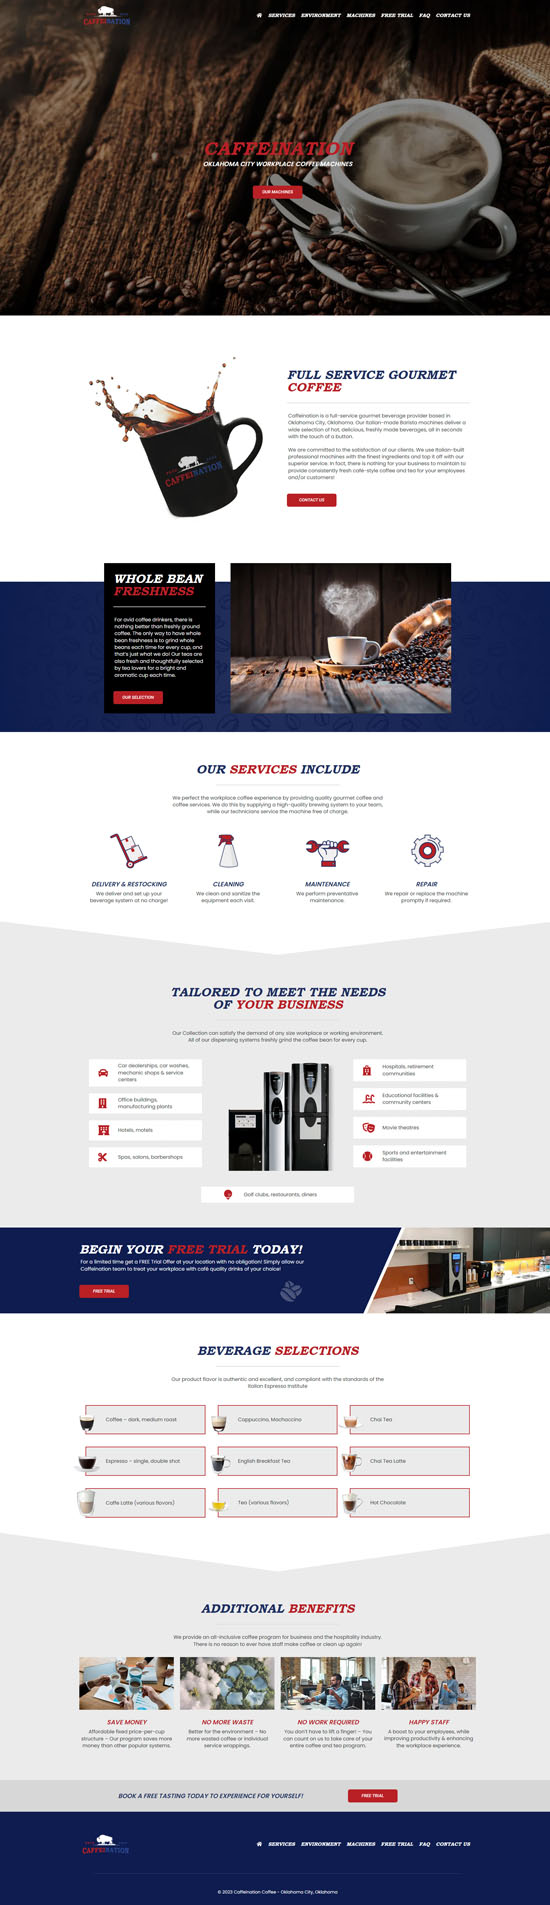 CAFFEINATION
SERVICES ENVIRONMENT MACHINES FREE TRIAL FAQ CONTACT US
CAFFEINATION
OKLAHOMA CITY WORKPLACE COFFEE MACHINES
OUR MACHINES
FULL SERVICE GOURMET
COFFEE
Caffeination is a full-service gourmet beverage provider based in
Oklahoma City, Oklahoma. Our Italian-made Barista machines deliver a
wide selection of hot, delicious, freshly made beverages, all in seconds
with the touch of a button.
We are committed to the satisfaction of our clients. We use Italian-built
professional machines with the finest ingredients and top it off with our
superior service. In fact, there is nothing for your business to maintain to
provide consistently fresh café-style coffee and tea for your employees
and/or customers!
CONTACT US
CAFFEINATION
WHOLE BEAN
FRESHNESS
For avid coffee drinkers, there is
nothing better than freshly ground
coffee. The only way to have whole
bean freshness is to grind whole
beans each time for every cup, and
that's just what we do! Our teas are
also fresh and thoughtfully selected
by tea lovers for a bright and
aromatic cup each time.
OUR SELECTION
OUR SERVICES INCLUDE
We perfect the workplace coffee experience by providing quality gourmet coffee and
coffee services. We do this by supplying a high-quality brewing system to your team,
while our technicians service the machine free of charge.
DELIVERY & RESTOCKING
We deliver and set up your
beverage system at no charge!
CLEANING
We clean and sanitize the
equipment each visit.
MAINTENANCE
We perform preventative
maintenance.
REPAIR
We repair or replace the machine
promptly if required.
TAILORED TO MEET THE NEEDS
OF YOUR BUSINESS
Our Collection can satisfy the demand of any size workplace or working environment.
All of our dispensing systems freshly grind the coffee bean for every cup.
Car dealerships, car washes,
mechanic shops & service
centers
Office buildings,
manufacturing plants
Hotels, motels
Spas, salons, barbershops
Hospitals, retirement
communities
Educational facilities &
community centers
Movie theatres
Sports and entertainment
facilities
Golf clubs, restaurants, diners
BEGIN YOUR FREE TRIAL TODAY!
For a limited time get a FREE Trial Offer at your location with no obligation! Simply allow our
Caffeination team to treat your workplace with café quality drinks of your choice!
FREE TRIAL
BEVERAGE SELECTIONS
Our product flavor is authentic and excellent, and compliant with the standards of the
Italian Espresso Institute
Coffee – dark, medium roast
Cappuccino, Mochaccino
Chai Tea
Espresso – single, double shot
English Breakfast Tea
Chai Tea Latte
Caffe Latte (various flavors)
Tea (various flavors)
Hot Chocolate
ADDITIONAL BENEFITS
We provide an all-inclusive coffee program for business and the hospitality industry.
There is no reason to ever have staff make coffee or clean up again!
SAVE MONEY
Affordable fixed price-per-cup
structure – Our program saves more
money than other popular systems.
NO MORE WASTE
Better for the environment – No
more wasted coffee or individual
service wrappings.
NO WORK REQUIRED
You don't have to lift a finger! – You
can count on us to take care of your
entire coffee and tea program.
HAPPY STAFF
A boost to your employees, while
improving productivity & enhancing
the workplace experience.
BOOK A FREE TASTING TODAY TO EXPERIENCE FOR YOURSELF!
FREE TRIAL
CAFFEINATION
SERVICES ENVIRONMENT MACHINES FREE TRIAL FAQ CONTACT US
© 2023 Caffeination Coffee - Oklahoma City, Oklahoma